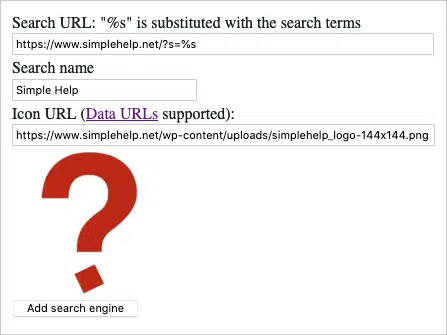 Search URL: "%s" is substituted with the search terms
https://www.simplehelp.net/?s=%s
Search name
Simple Help
Icon URL (Data URLs supported):
https://www.simplehelp.net/wp-content/uploads/simplehelp_logo-144x144.png
?
Add search engine